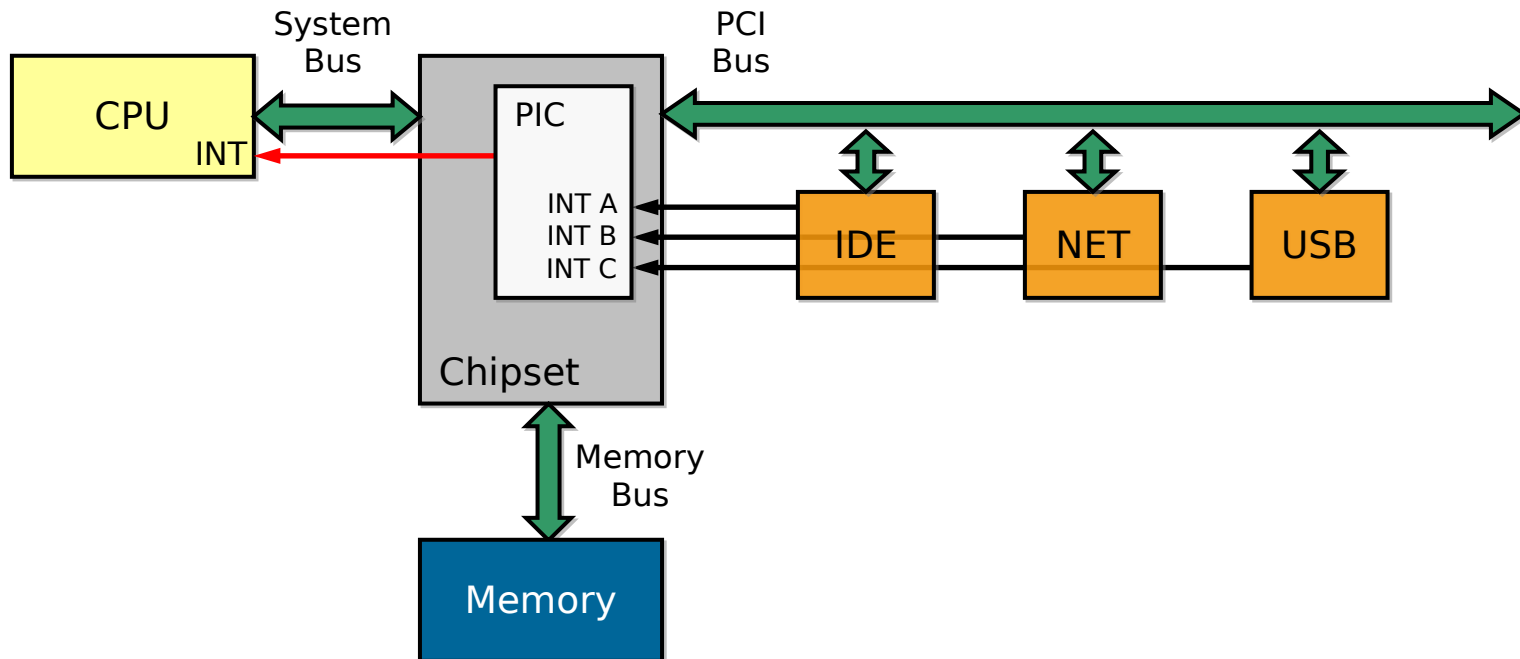 System
Bus
PCI
Bus
CPU
INT
PIC
INT A
INT B
INT C
IDE
NET
USB
Chipset
Memory
Bus
Memory